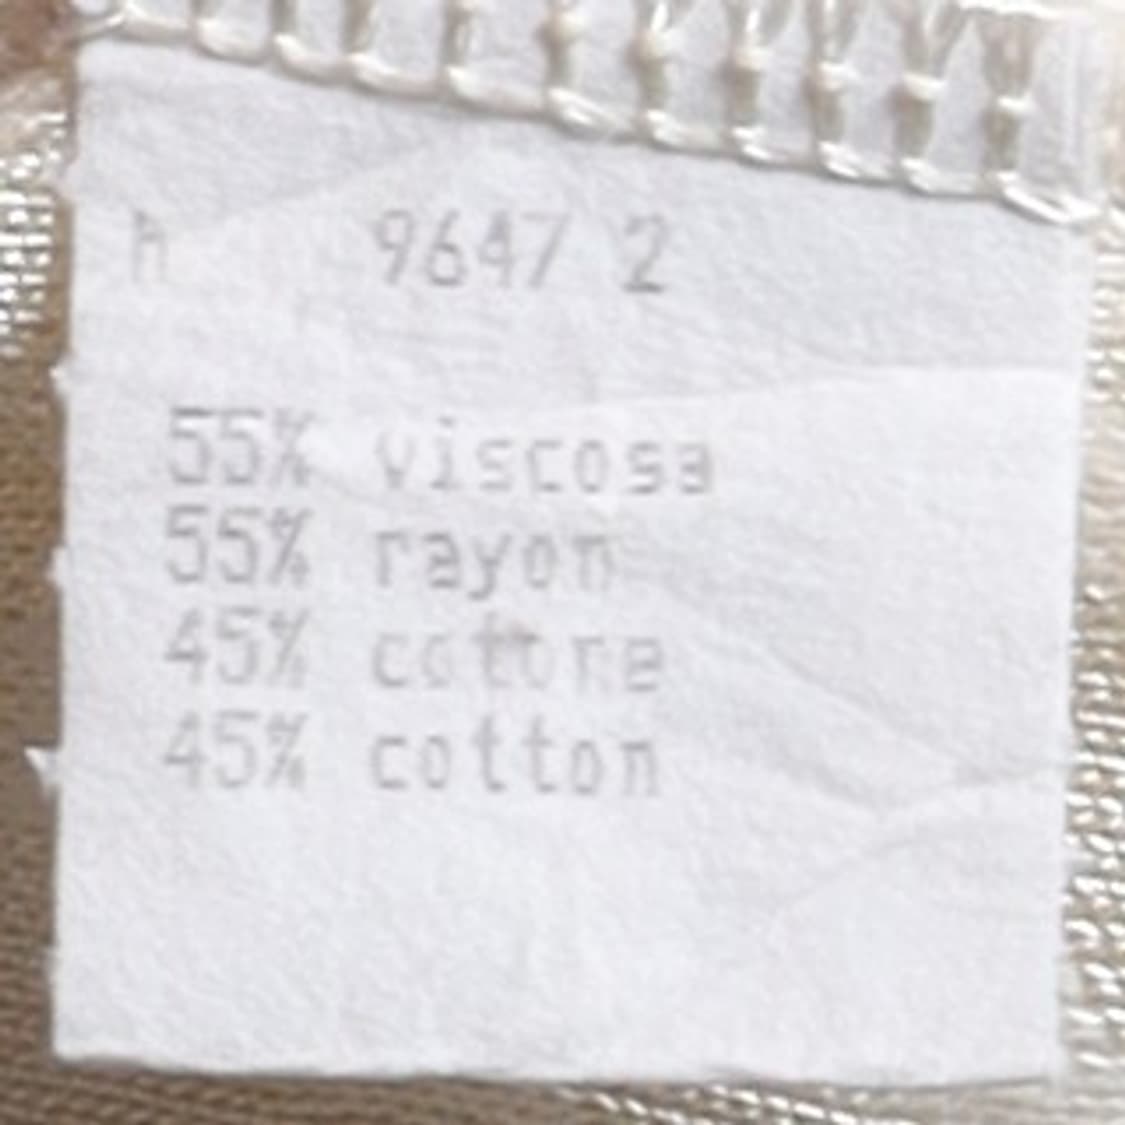 9647 2
55% viscosa
55% rayon
45% cotone
45% cotton